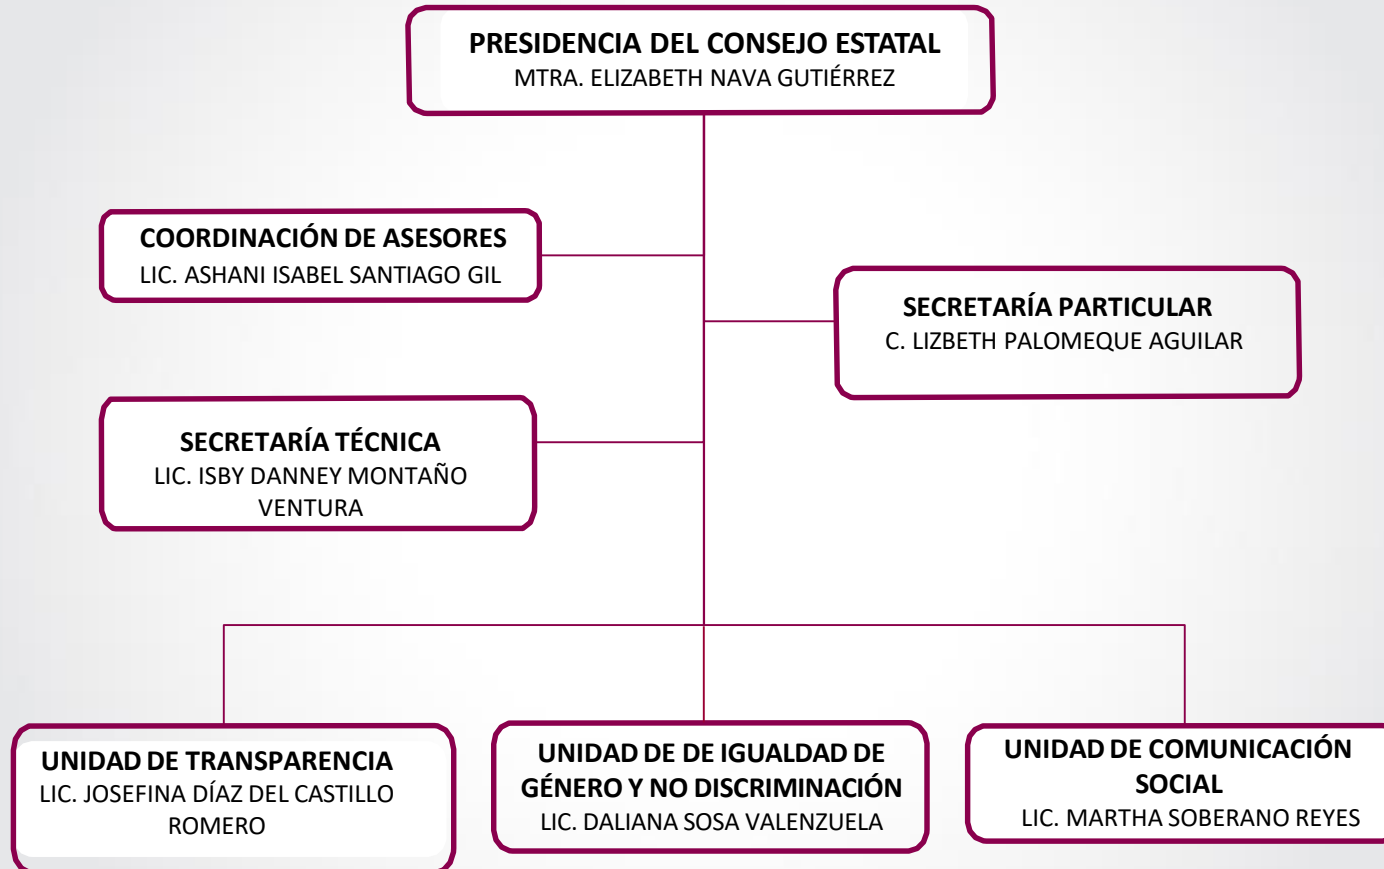 PRESIDENCIA DEL CONSEJO ESTATAL
MTRA. ELIZABETH NAVA GUTIÉRREZ
COORDINACIÓN DE ASESORES
LIC. ASHANI ISABEL SANTIAGO GIL
SECRETARÍA PARTICULAR
C. LIZBETH PALOMEQUE AGUILAR
SECRETARÍA TÉCNICA
LIC. ISBY DANNEY MONTAÑO
VENTURA
UNIDAD DE TRANSPARENCIA
LIC. JOSEFINA DÍAZ DEL CASTILLO
ROMERO
UNIDAD DE DE IGUALDAD DE
GÉNERO Y NO DISCRIMINACIÓN
LIC. DALIANA SOSA VALENZUELA
UNIDAD DE COMUNICACIÓN
SOCIAL
LIC. MARTHA SOBERANO REYES